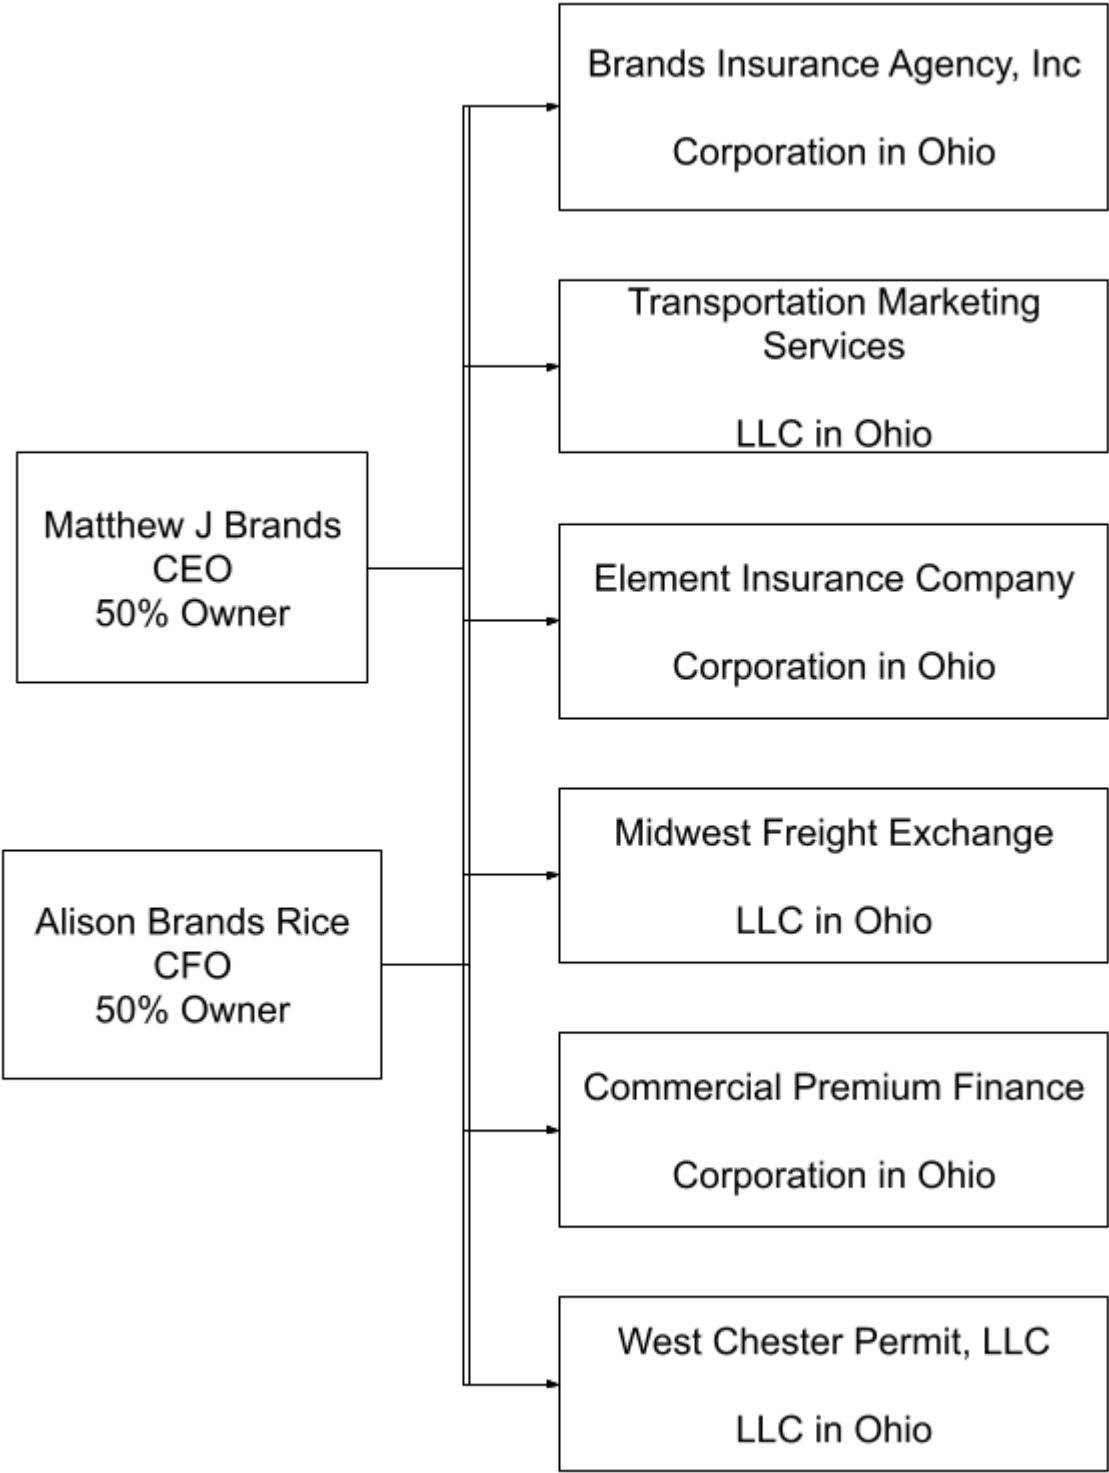 Brands Insurance Agency, Inc
Corporation in Ohio
Transportation Marketing
Services
LLC in Ohio
Matthew J Brands
CEO
50% Owner
Element Insurance Company
Corporation in Ohio
Midwest Freight Exchange
LLC in Ohio
Alison Brands Rice
CFO
50% Owner
Commercial Premium Finance
Corporation in Ohio
West Chester Permit, LLC
LLC in Ohio